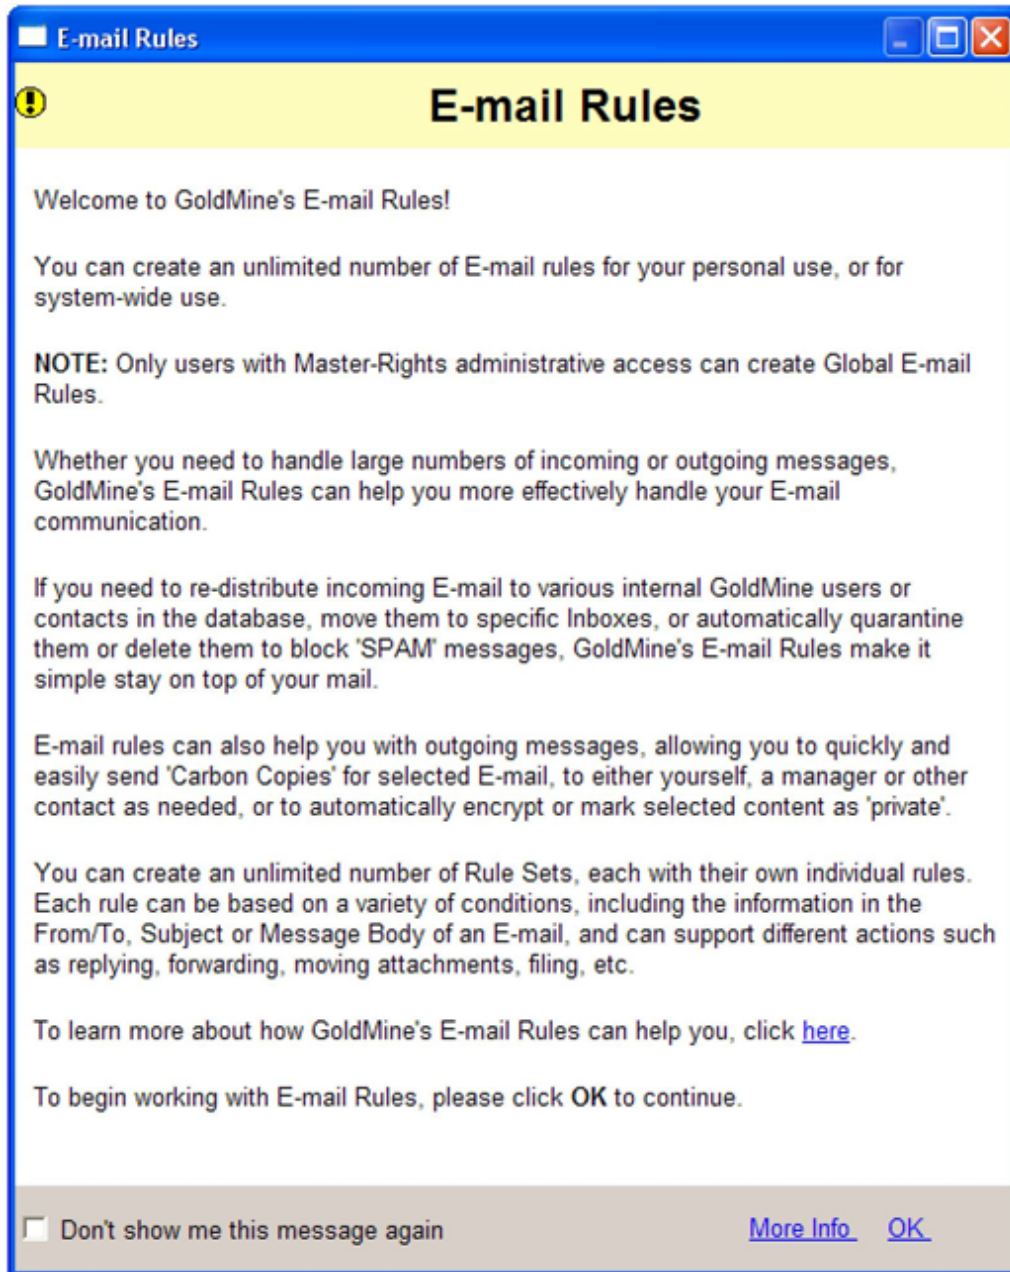 E-mail Rules
E-mail Rules
Welcome to GoldMine's E-mail Rules!
You can create an unlimited number of E-mail rules for your personal use, or for
system-wide use.
NOTE: Only users with Master-Rights administrative access can create Global E-mail
Rules.
Whether you need to handle large numbers of incoming or outgoing messages,
GoldMine's E-mail Rules can help you more effectively handle your E-mail
communication.
If you need to re-distribute incoming E-mail to various internal GoldMine users or
contacts in the database, move them to specific Inboxes, or automatically quarantine
them or delete them to block 'SPAM' messages, GoldMine's E-mail Rules make it
simple stay on top of your mail.
E-mail rules can also help you with outgoing messages, allowing you to quickly and
easily send 'Carbon Copies' for selected E-mail, to either yourself, a manager or other
contact as needed, or to automatically encrypt or mark selected content as 'private'.
You can create an unlimited number of Rule Sets, each with their own individual rules.
Each rule can be based on a variety of conditions, including the information in the
From/To, Subject or Message Body of an E-mail, and can support different actions such
as replying, forwarding, moving attachments, filing, etc.
To learn more about how GoldMine's E-mail Rules can help you, click here.
To begin working with E-mail Rules, please click OK to continue.
Don't show me this message again
More Info OK